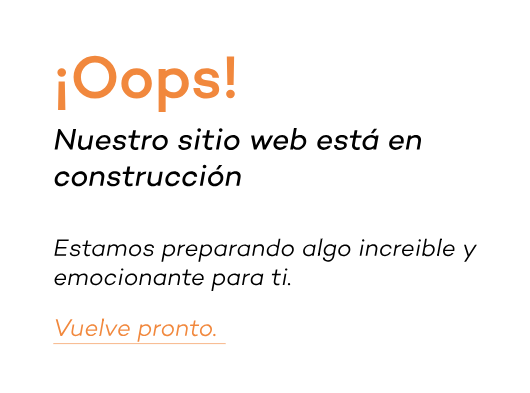 ¡Oops!
Nuestro sitio web está en
construcción
Estamos preparando algo increible y
emocionante para ti.
Vuelve pronto.